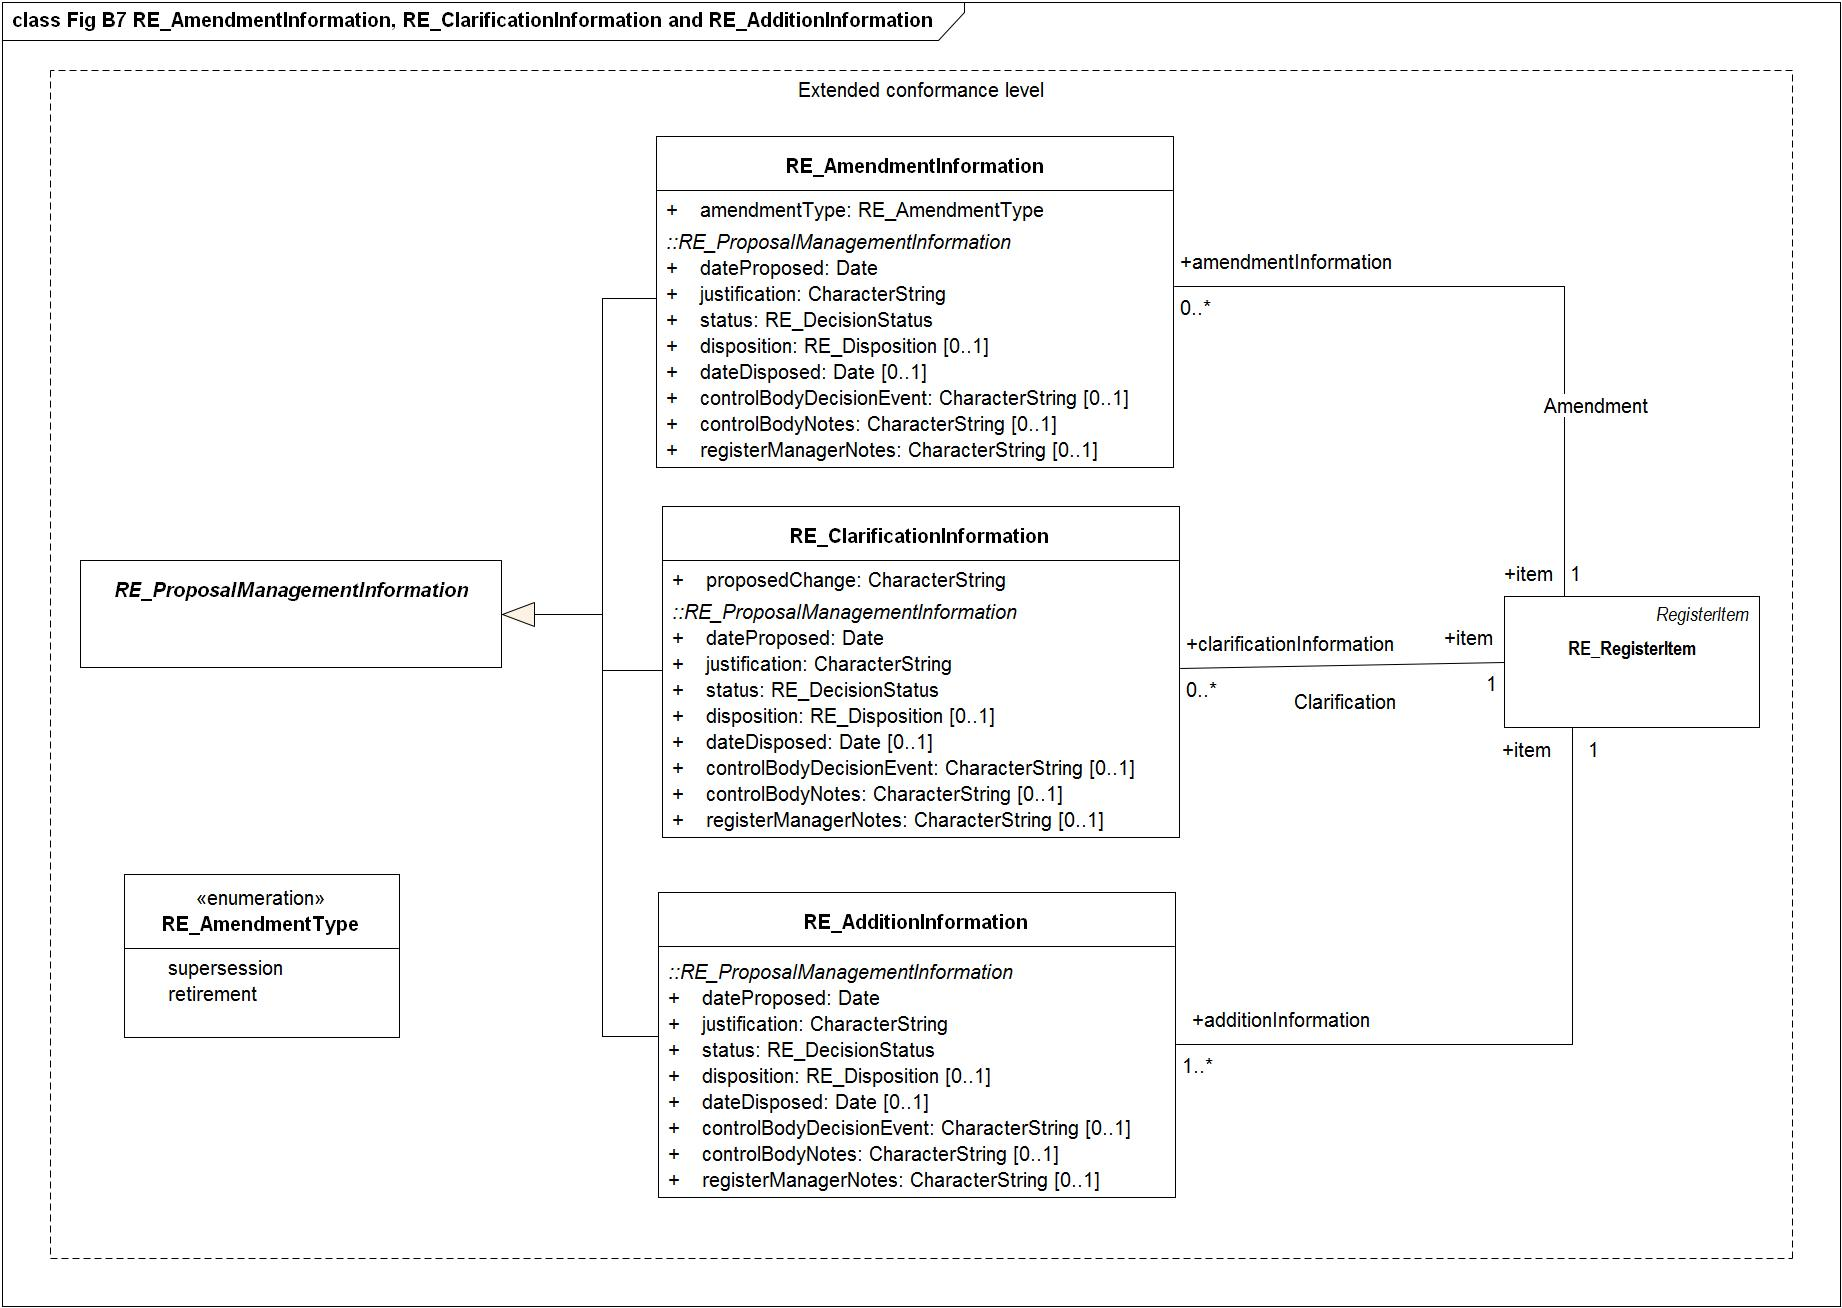 class Fig B7 RE_AmendmentInformation, RE_ClarificationInformation and RE_AdditionInformation
Extended conformance level
RE_AmendmentInformation
+ amendmentType: RE_AmendmentType
::RE_ProposalManagementInformation
+ dateProposed: Date
+ justification: CharacterString
+ status: RE_DecisionStatus
+ disposition: RE_Disposition [0..1]
+ dateDisposed: Date [0..1]
+ controlBodyDecisionEvent: CharacterString [0..1]
+ controlBodyNotes: CharacterString [0..1]
+ registerManagerNotes: CharacterString [0..1]
+amendmentInformation
0..*
Amendment
+item 1
RE_ClarificationInformation
+ proposedChange: CharacterString
::RE_ProposalManagementInformation
+ dateProposed: Date
+ justification: CharacterString
+ status: RE_DecisionStatus
+ disposition: RE_Disposition [0..1]
+ dateDisposed: Date [0..1]
+ controlBodyDecisionEvent: CharacterString [0..1]
+ controlBodyNotes: CharacterString [0..1]
+ registerManagerNotes: CharacterString [0..1]
RE_ProposalManagementInformation
+clarificationInformation
+item
0..*
1
Clarification
RegisterItem
RE_RegisterItem
+item 1
«enumeration»
RE_AmendmentType
supersession
retirement
RE_AdditionInformation
::RE_ProposalManagementInformation
+ dateProposed: Date
+ justification: CharacterString
+ status: RE_DecisionStatus
+ disposition: RE_Disposition [0..1]
+ dateDisposed: Date [0..1]
+ controlBodyDecisionEvent: CharacterString [0..1]
+ controlBodyNotes: CharacterString [0..1]
+ registerManagerNotes: CharacterString [0..1]
+additionInformation
1..*